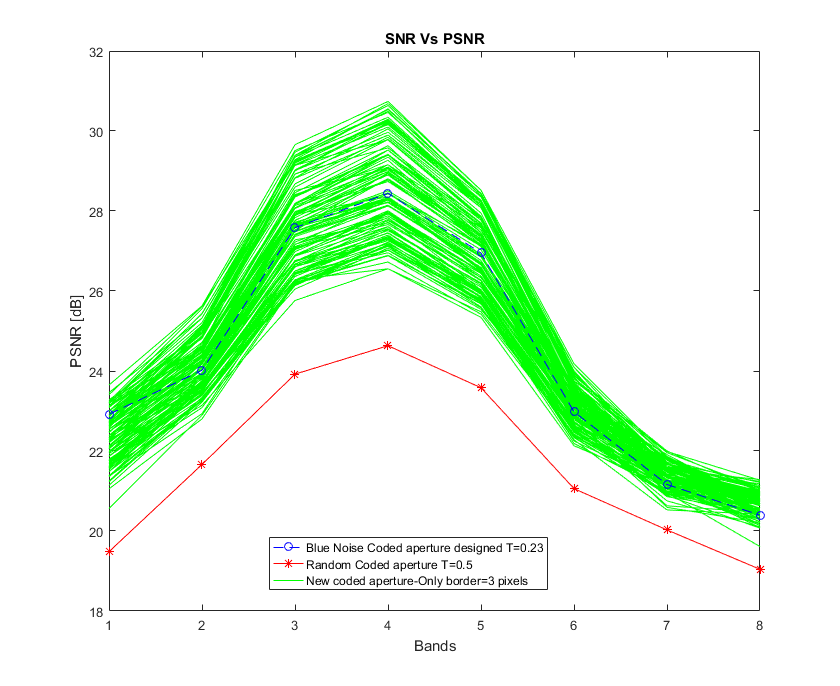 SNR Vs PSNR
32
30
28
26
24
22
20
18
PSNR [dB]
Blue Noise Coded aperture designed T=0.23
Random Coded aperture T=0.5
New coded aperture-Only border=3 pixels
1 2 3 4 5 6 7 8
Bands